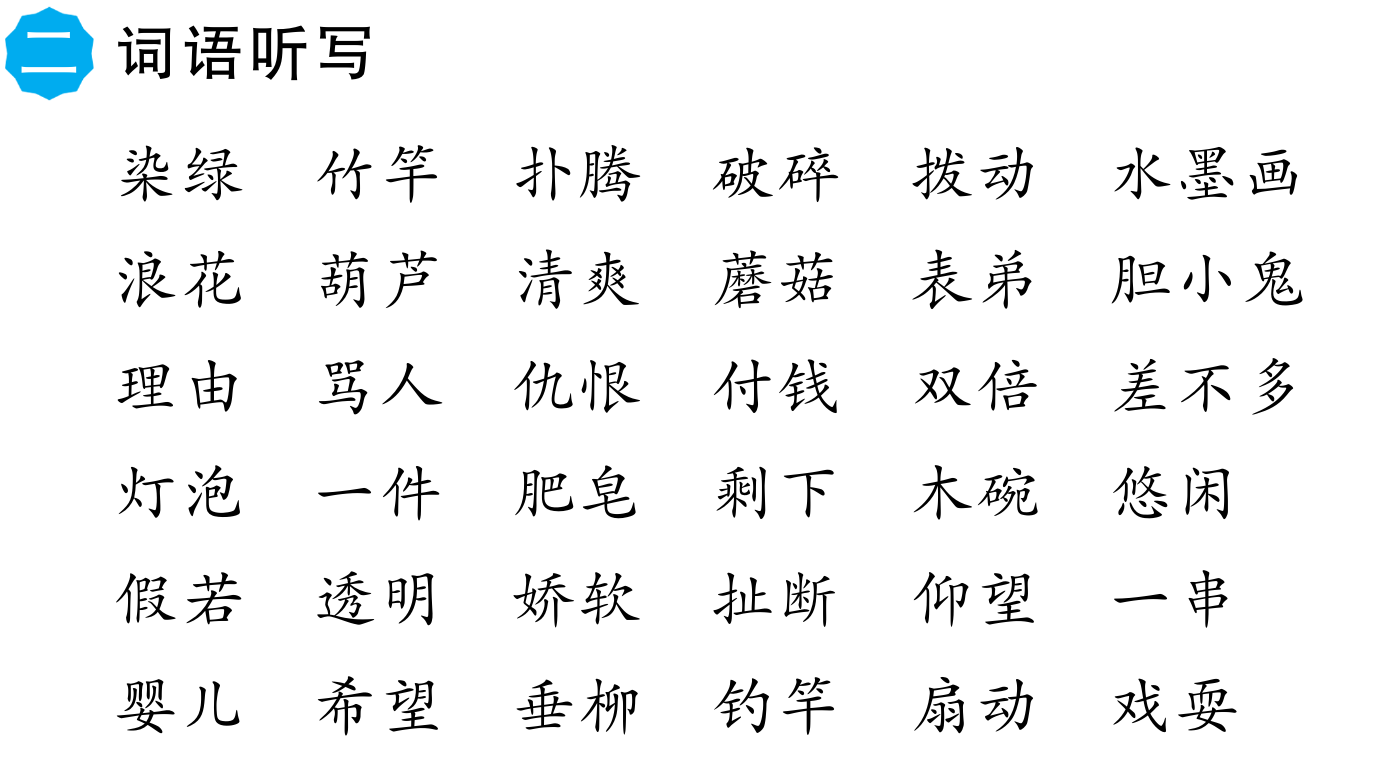 二 词语听写
染绿 竹竿 扑腾 破碎 拨动 水墨画
浪花 葫芦 清爽 蘑菇 表弟 胆小鬼
理由 骂人 仇恨 付钱 双倍 差不多
灯泡 一件 肥皂 剩下 木碗 悠闲
假若 透明 娇软 扯断 仰望 一串
婴儿 希望 垂柳 钓竿 扇动 戏耍